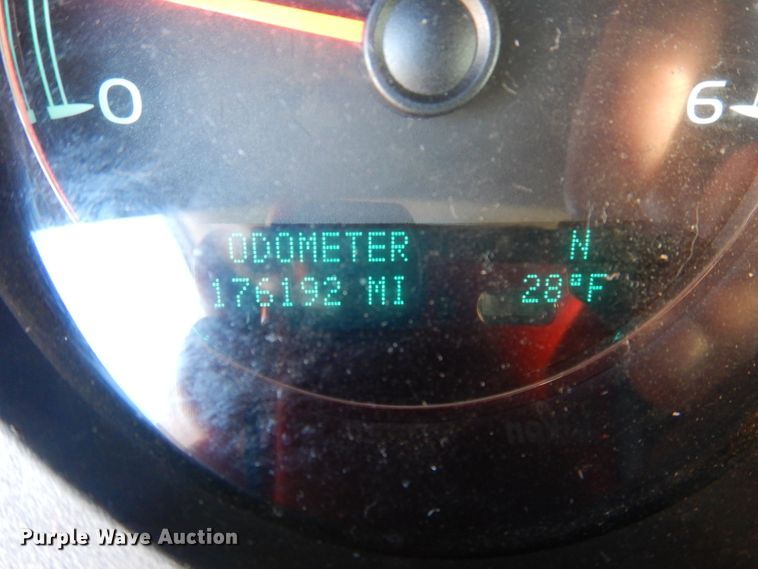 0
6
ODOMETER N
176192 MI 28°F
Purple Wave Auction